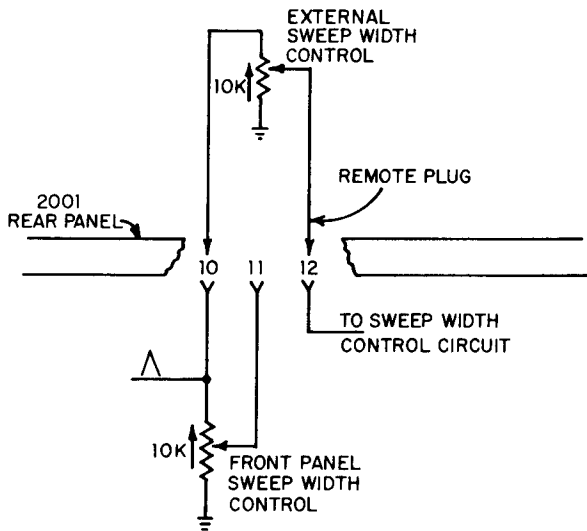 EXTERNAL
SWEEP WIDTH
CONTROL
10K
REMOTE PLUG
2001
REAR PANEL
10 11 12
TO SWEEP WIDTH
CONTROL CIRCUIT
10K
FRONT PANEL
SWEEP WIDTH
CONTROL